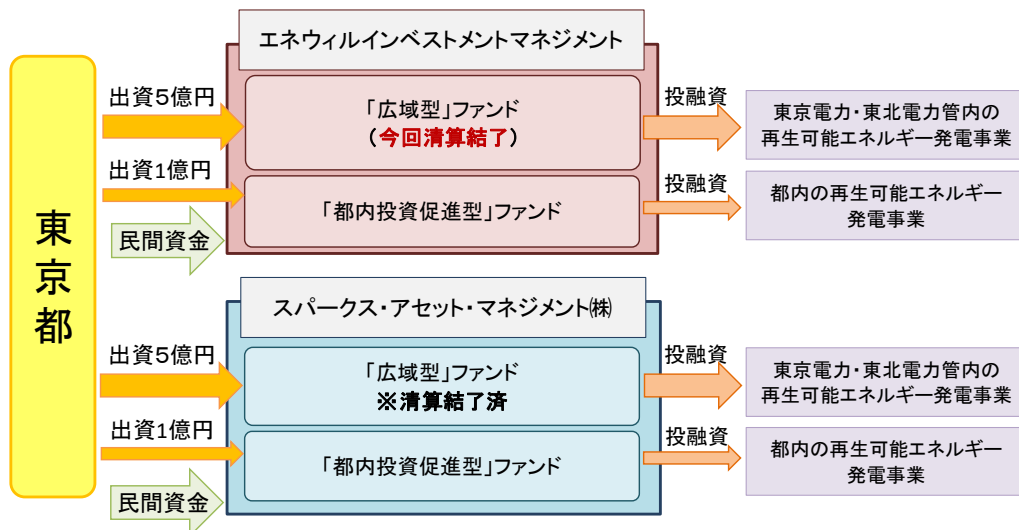 東京都
エネウィルインベストメントマネジメント
出資5億円
「広域型」ファンド
（今回清算結了）
投融資
東京電力・東北電力管内の
再生可能エネルギー発電事業
出資1億円
「都内投資促進型」ファンド
投融資
都内の再生可能エネルギー
発電事業
民間資金
スパークス・アセット・マネジメント㈱
出資5億円
「広域型」ファンド
※清算結了済
投融資
東京電力・東北電力管内の
再生可能エネルギー発電事業
出資1億円
「都内投資促進型」ファンド
投融資
都内の再生可能エネルギー
発電事業
民間資金